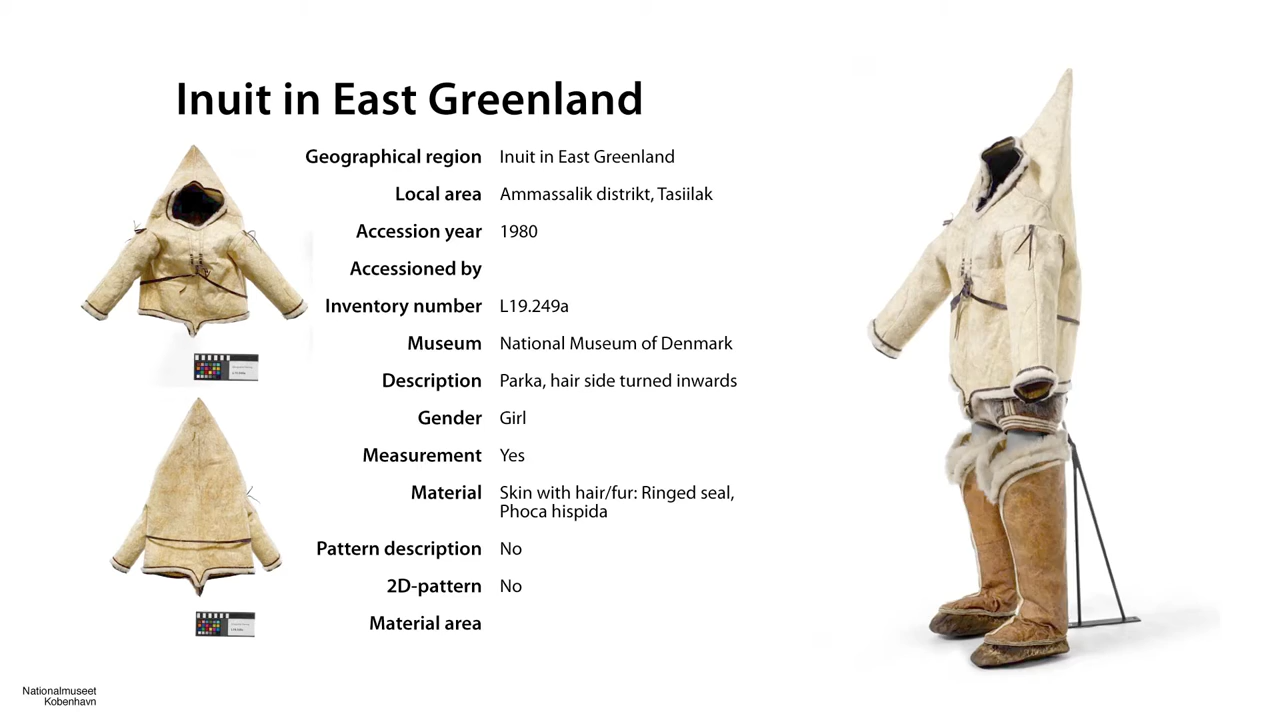 Inuit in East Greenland
Geographical region Inuit in East Greenland
Local area Ammassalik distrikt, Tasiilak
Accession year 1980
Accessioned by
Inventory number L19.249a
Museum National Museum of Denmark
Description Parka, hair side turned inwards
Gender Girl
Measurement Yes
Material Skin with hair/fur: Ringed seal,
Phoca hispida
Pattern description No
2D-pattern No
Material area
Nationalmuseet
Kobenhavn